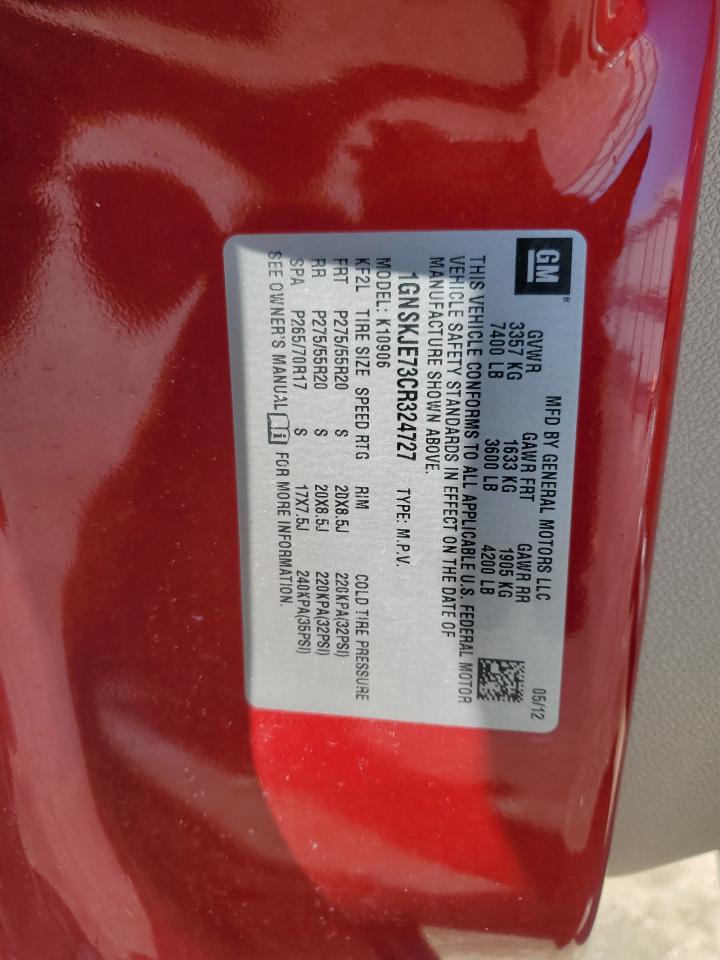 GM®
MFD BY GENERAL MOTORS LLC 05/12
GVWR GAWR FRT GAWR RR
3357 KG 1633 KG 1905 KG
7400 LB 3600 LB 4200 LB
THIS VEHICLE CONFORMS TO ALL APPLICABLE U.S. FEDERAL MOTOR
VEHICLE SAFETY STANDARDS IN EFFECT ON THE DATE OF
MANUFACTURE SHOWN ABOVE.
1GNSKJE73CR324727 TYPE: M.P.V.
MODEL: K10906
KF2L TIRE SIZE SPEED RTG RIM COLD TIRE PRESSURE
FRT P275/55R20 S 20X8.5J 220KPA(32PSI)
RR P275/55R20 S 20X8.5J 220KPA(32PSI)
SPA P265/70R17 S 17X7.5J 240KPA(35PSI)
SEE OWNER'S MANUAL i FOR MORE INFORMATION.